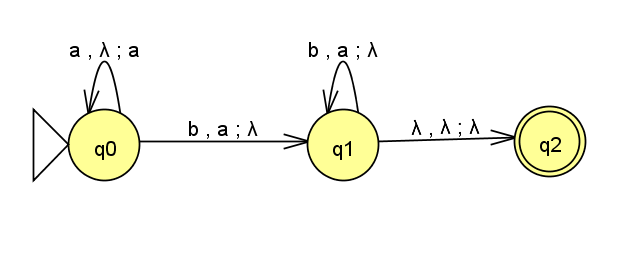 a , λ ; a
b , a ; λ
b , a ; λ
λ , λ ; λ
q0
q1
q2